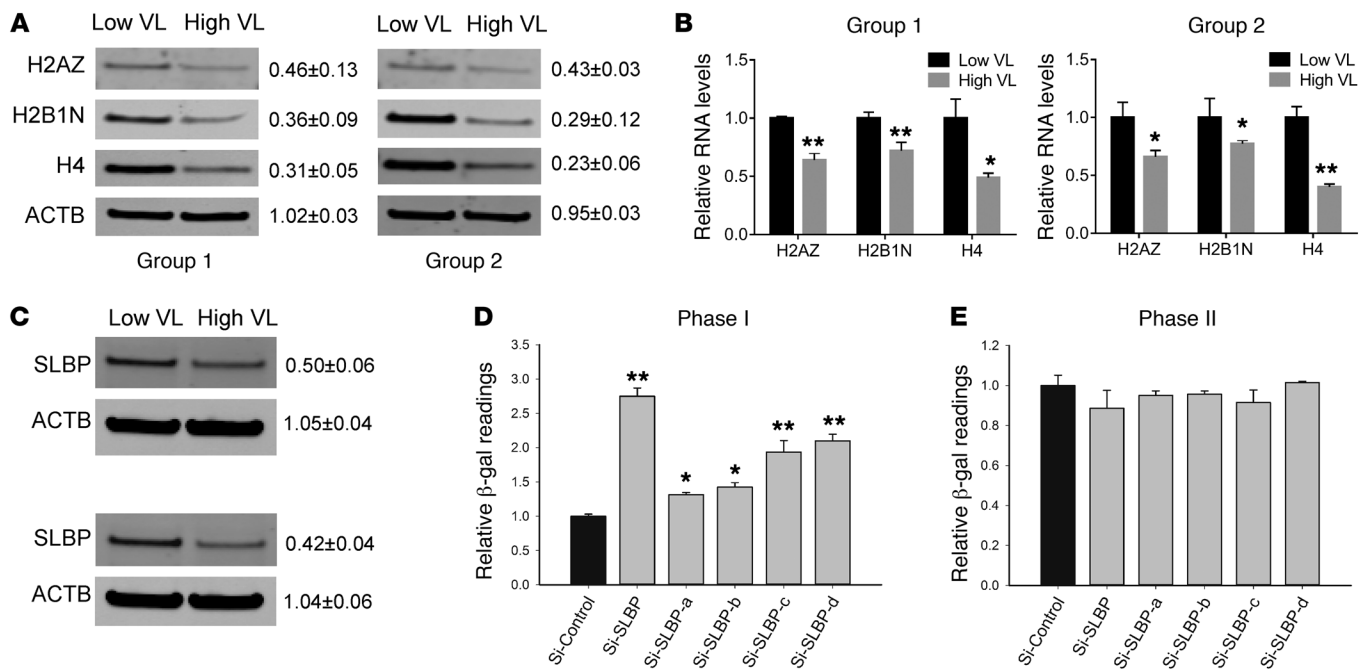 A
Low VL High VL
H2AZ 0.46±0.13
H2B1N 0.36±0.09
H4 0.31±0.05
ACTB 1.02±0.03
Group 1
Low VL High VL
0.43±0.03
0.29±0.12
0.23±0.06
0.95±0.03
Group 2
B
Group 1
Relative RNA levels
1.5
1.0
0.5
0.0
Low VL
High VL
** ** *
H2AZ H2B1N H4
Group 2
Relative RNA levels
1.5
1.0
0.5
0.0
Low VL
High VL
* * **
H2AZ H2B1N H4
C
Low VL High VL
SLBP 0.50±0.06
ACTB 1.05±0.04
SLBP 0.42±0.04
ACTB 1.04±0.06
D
Phase I
Relative β-gal readings
3.5
3.0
2.5
2.0
1.5
1.0
0.5
0.0
** * * ** **
Si-Control Si-SLBP Si-SLBP-a Si-SLBP-b Si-SLBP-c Si-SLBP-d
E
Phase II
Relative β-gal readings
1.2
1.0
0.8
0.6
0.4
0.2
0.0
Si-Control Si-SLBP Si-SLBP-a Si-SLBP-b Si-SLBP-c Si-SLBP-d